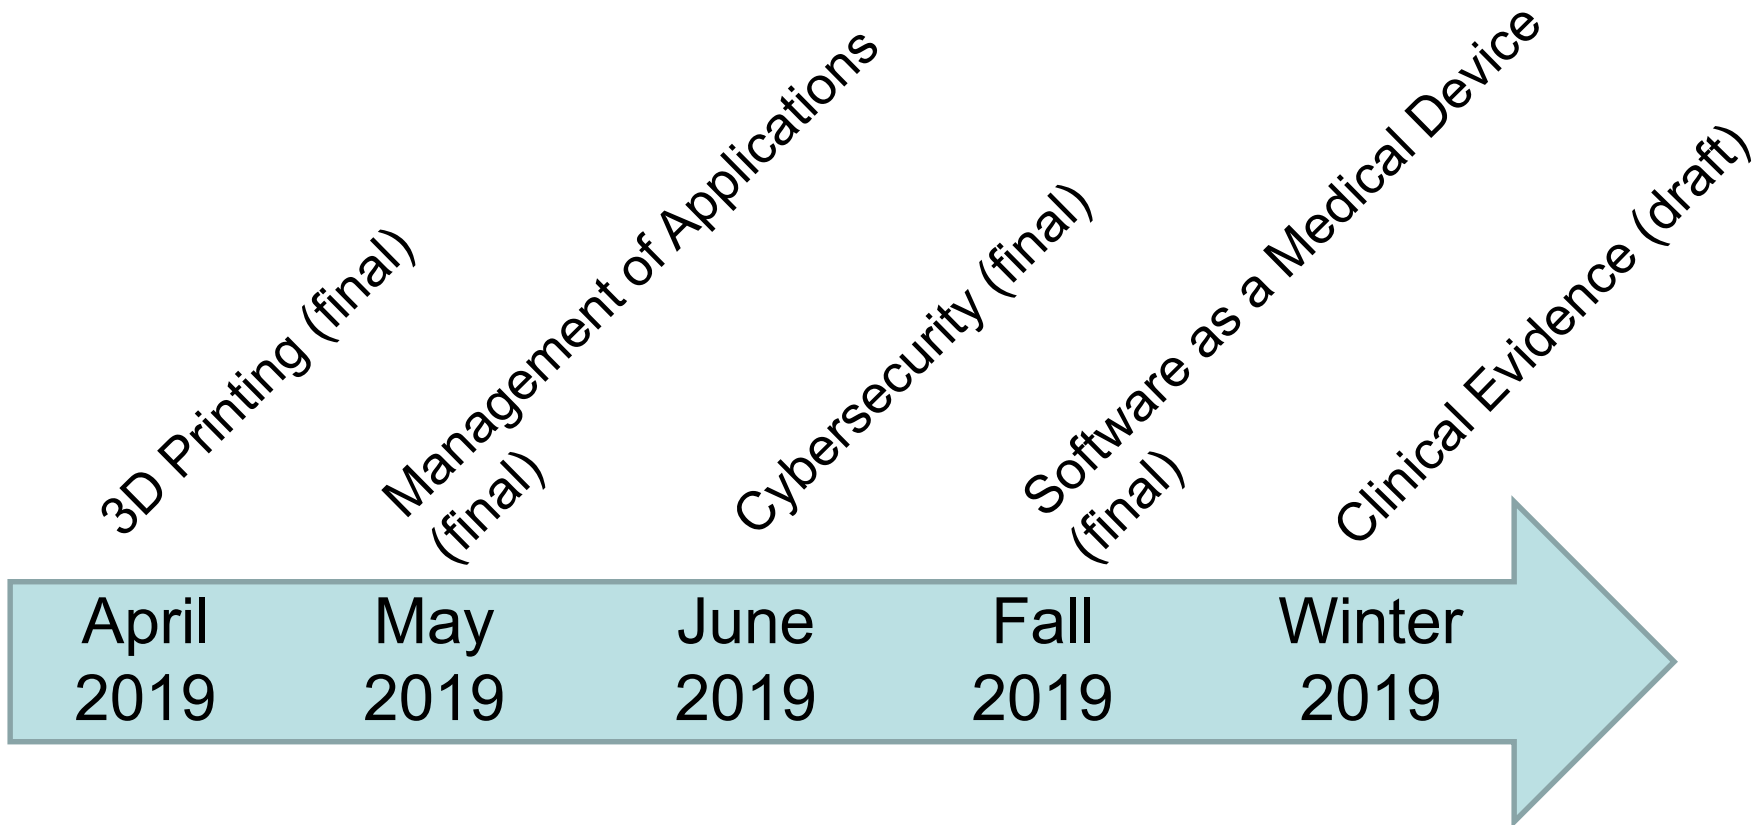 3D Printing (final)
Management of Applications
(final)
Cybersecurity (final)
Software as a Medical Device
(final)
Clinical Evidence (draft)
April
2019
May
2019
June
2019
Fall
2019
Winter
2019